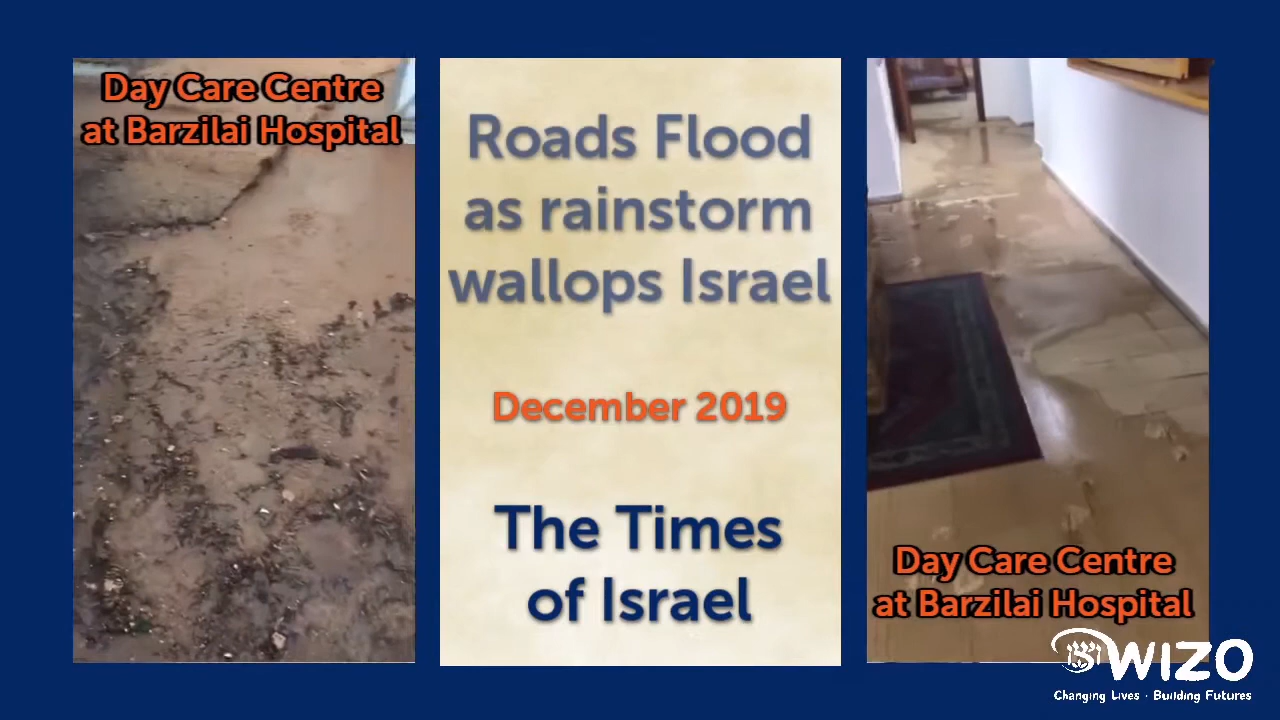 Day Care Centre
at Barzilai Hospital
Roads Flood
as rainstorm
wallops Israel
December 2019
The Times
of Israel
Day Care Centre
at Barzilai Hospital
WIZO
Changing Lives · Building Futures